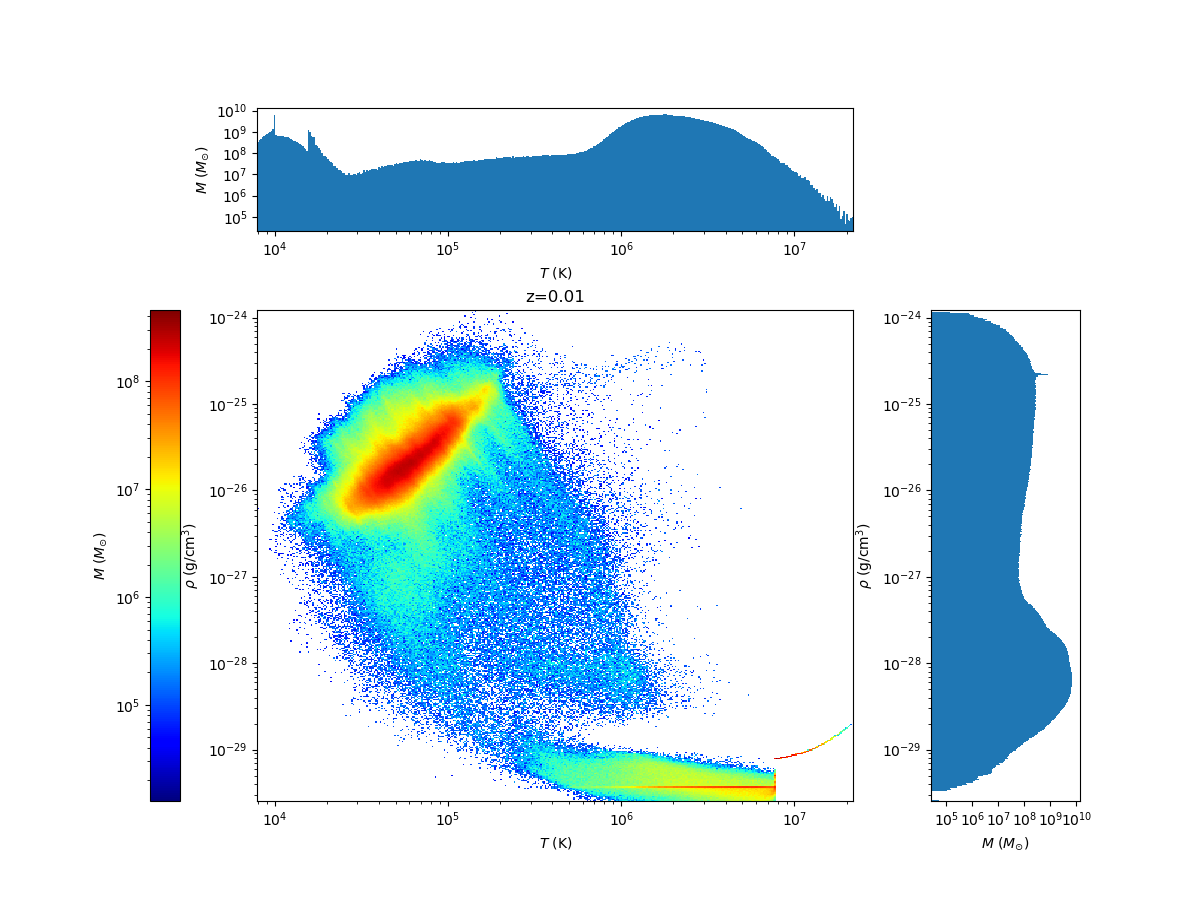 10¹⁰
10⁹
10⁸
10⁷
10⁶
10⁵
M (M⊙)
10⁴ 10⁵ 10⁶ 10⁷
T (K)
z=0.01
10⁸
10⁷
10⁶
10⁵
M (M⊙)
10⁻²⁴
10⁻²⁵
10⁻²⁶
10⁻²⁷
10⁻²⁸
10⁻²⁹
ρ (g/cm³)
10⁴ 10⁵ 10⁶ 10⁷
T (K)
10⁻²⁴
10⁻²⁵
10⁻²⁶
10⁻²⁷
10⁻²⁸
10⁻²⁹
ρ (g/cm³)
10⁵ 10⁶ 10⁷ 10⁸ 10⁹ 10¹⁰
M (M⊙)